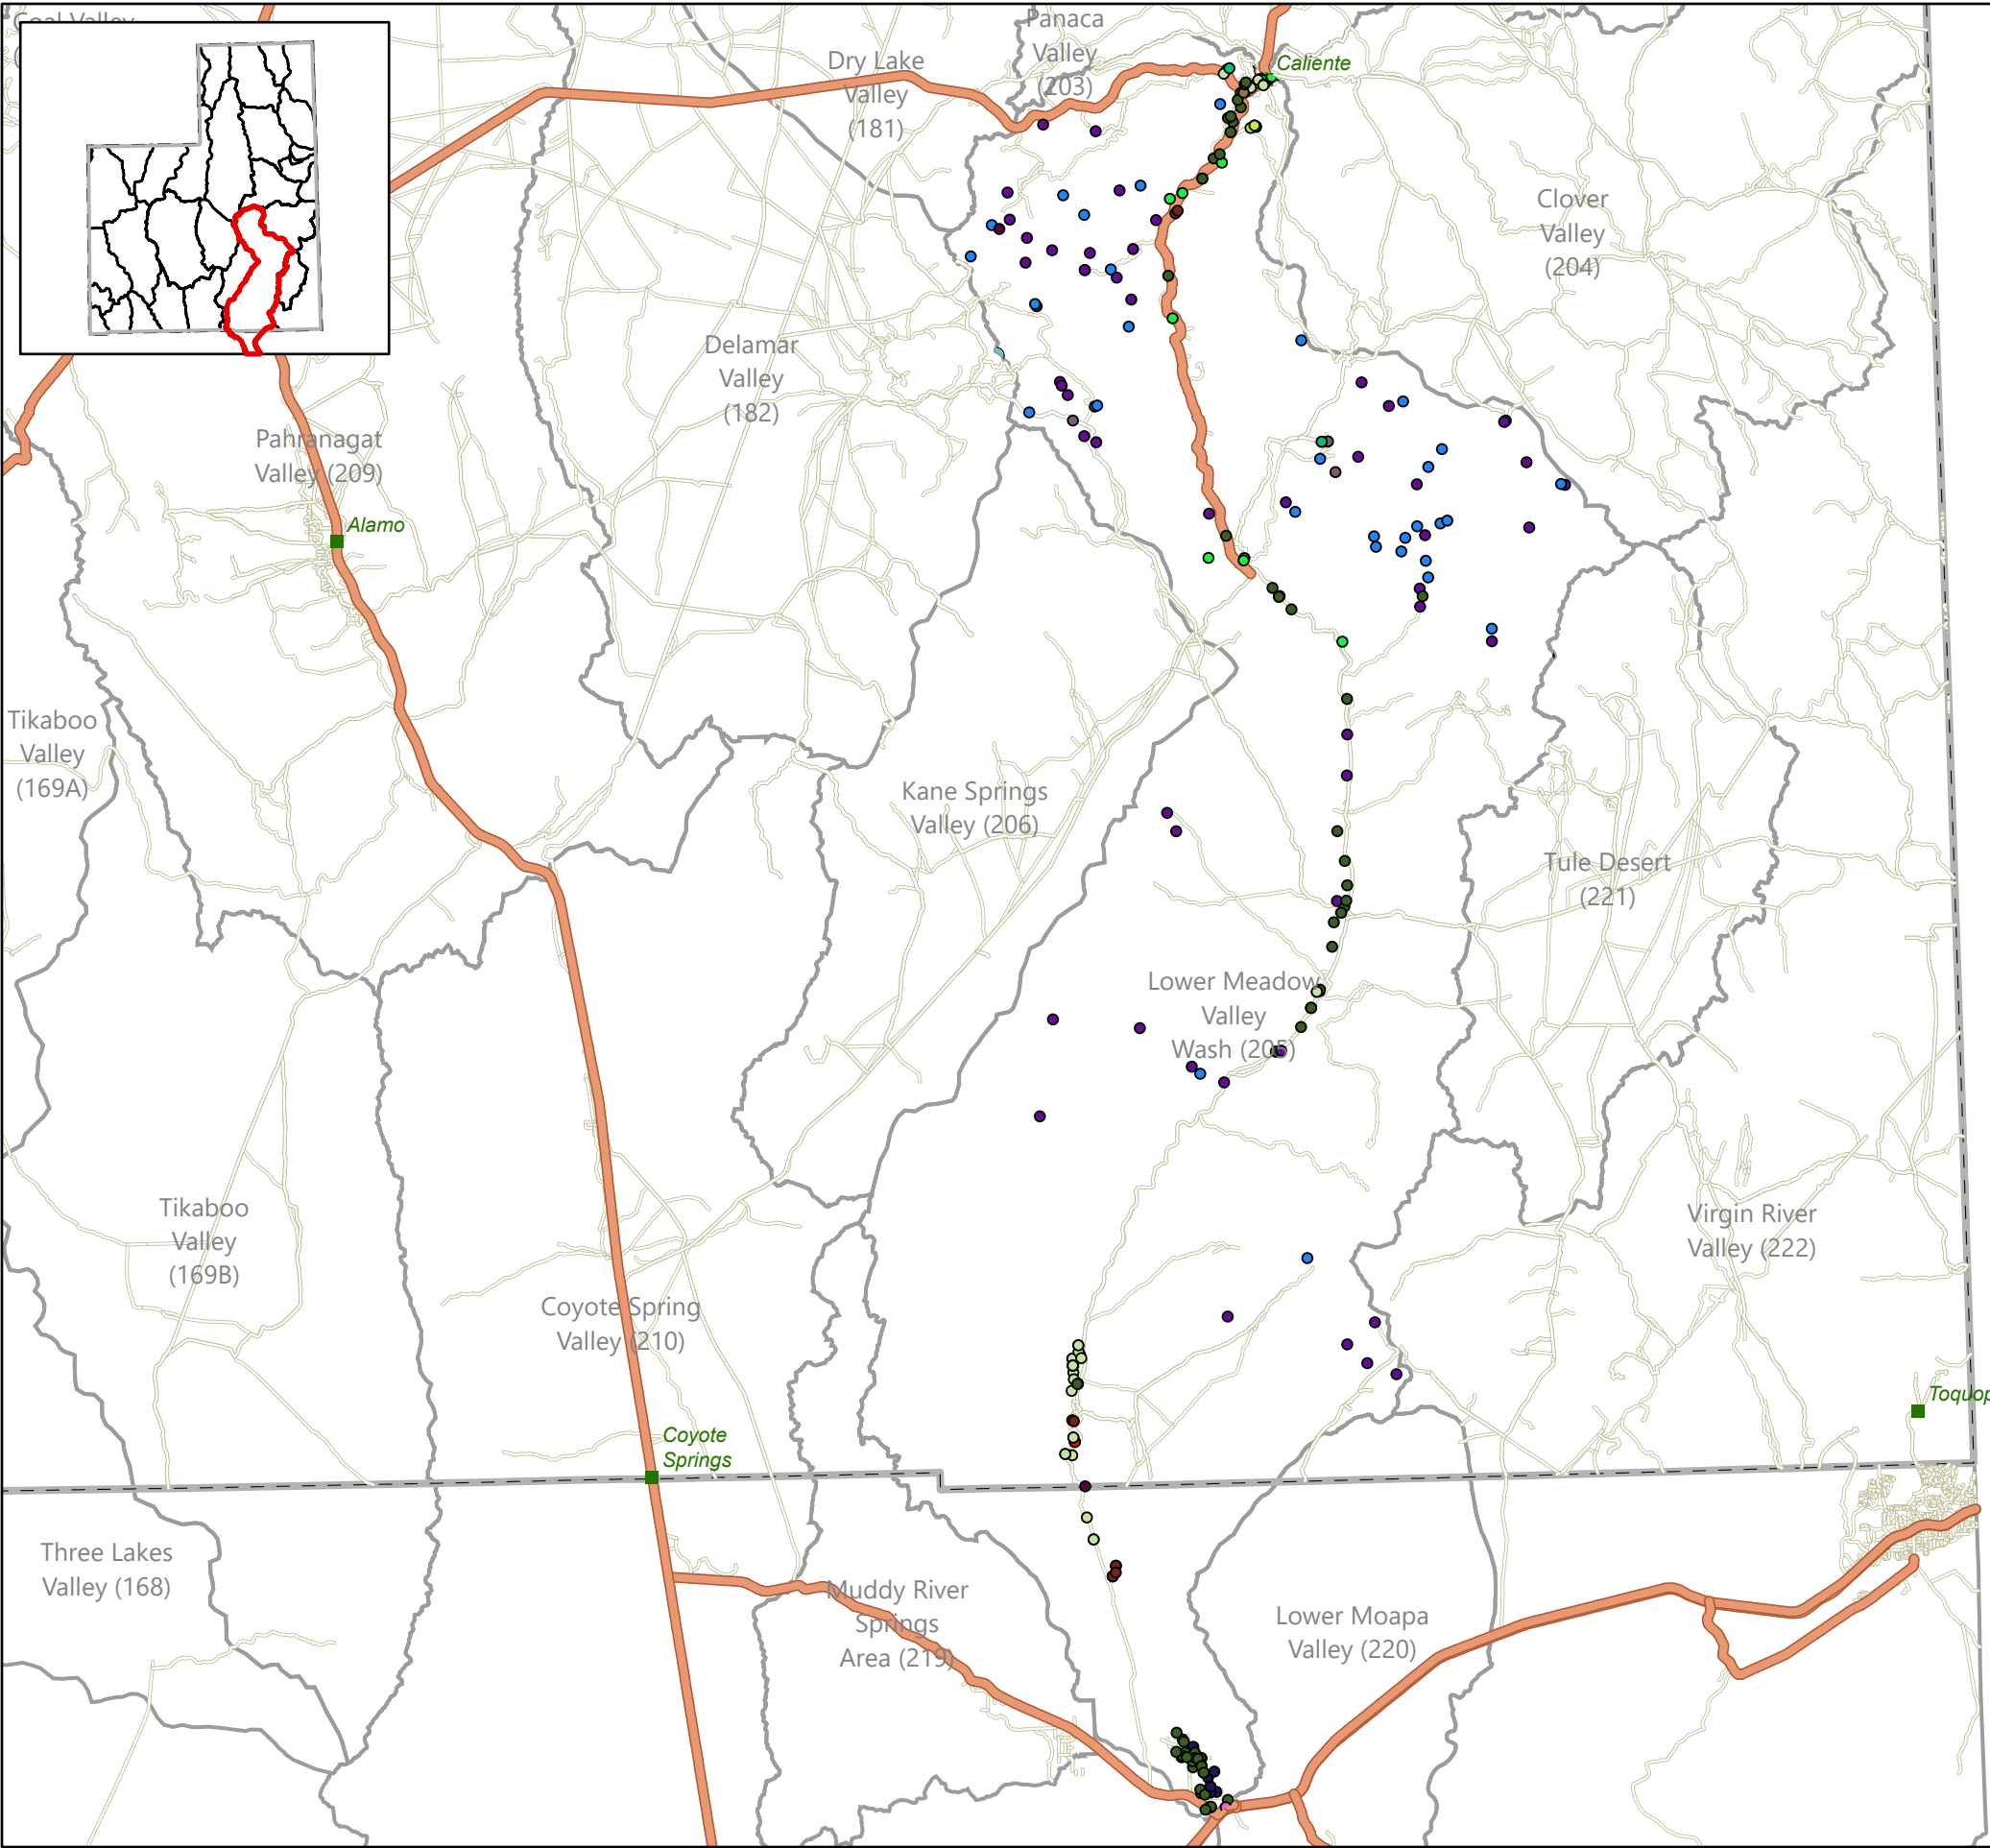 Coal Valley
Panaca
Valley
(203)
Dry Lake
Valley
(181)
Caliente
Clover
Valley
(204)
Delamar
Valley
(182)
Pahranagat
Valley (209)
Alamo
Tikaboo
Valley
(169A)
Kane Springs
Valley (206)
Tule Desert
(221)
Lower Meadow
Valley
Wash (205)
Tikaboo
Valley
(169B)
Virgin River
Valley (222)
Coyote Spring
Valley (210)
Toquop
Coyote
Springs
Three Lakes
Valley (168)
Muddy River
Springs
Area (219)
Lower Moapa
Valley (220)